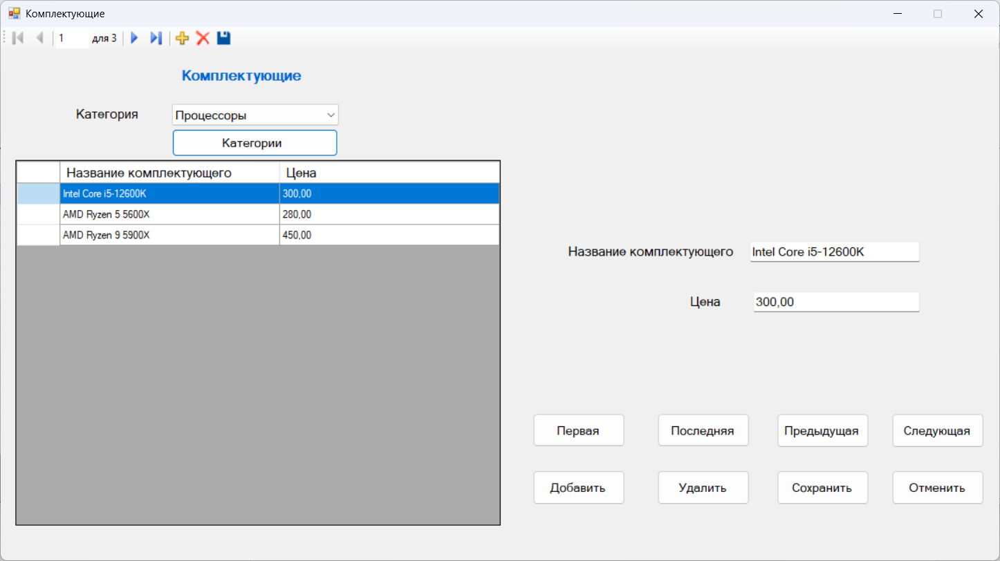 Комплектующие
1 для 3
Комплектующие
Категория Процессоры
Категории
Название комплектующего Цена
Intel Core i5-12600K 300,00
AMD Ryzen 5 5600X 280,00
AMD Ryzen 9 5900X 450,00
Название комплектующего Intel Core i5-12600K
Цена 300,00
Первая Последняя Предыдущая Следующая
Добавить Удалить Сохранить Отменить